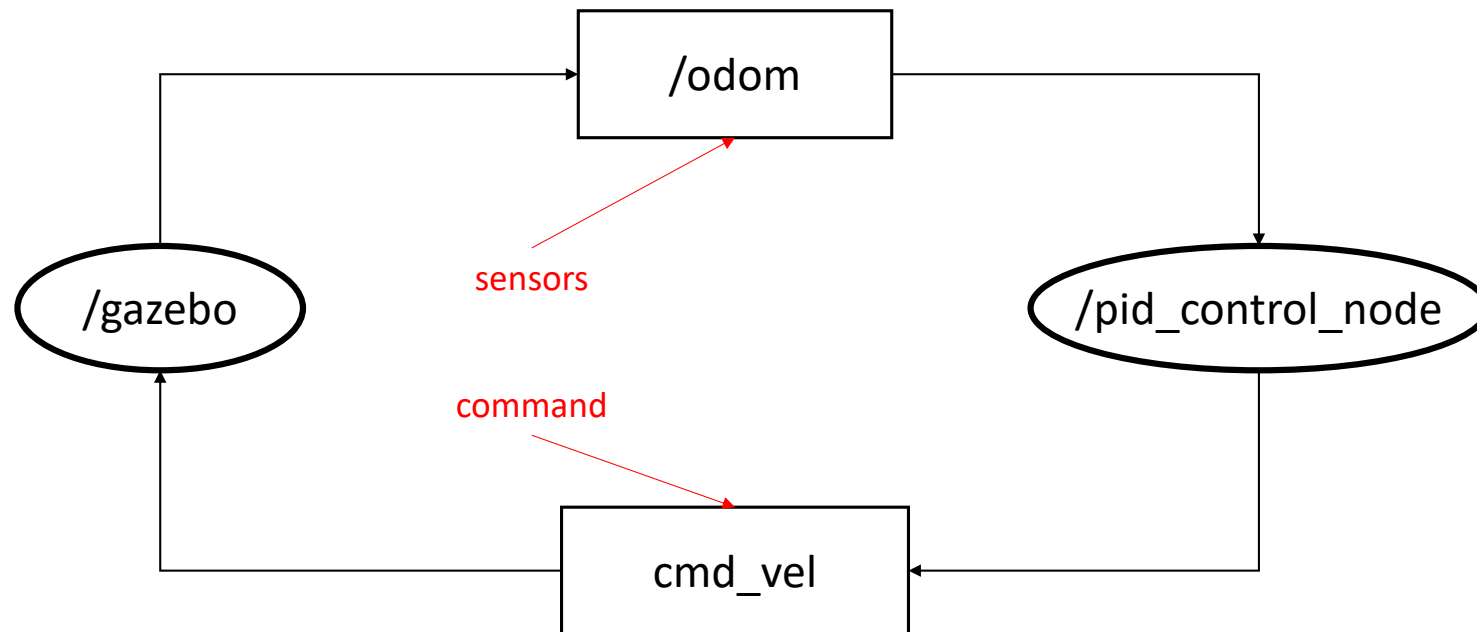 /odom
sensors
/gazebo
/pid_control_node
command
cmd_vel